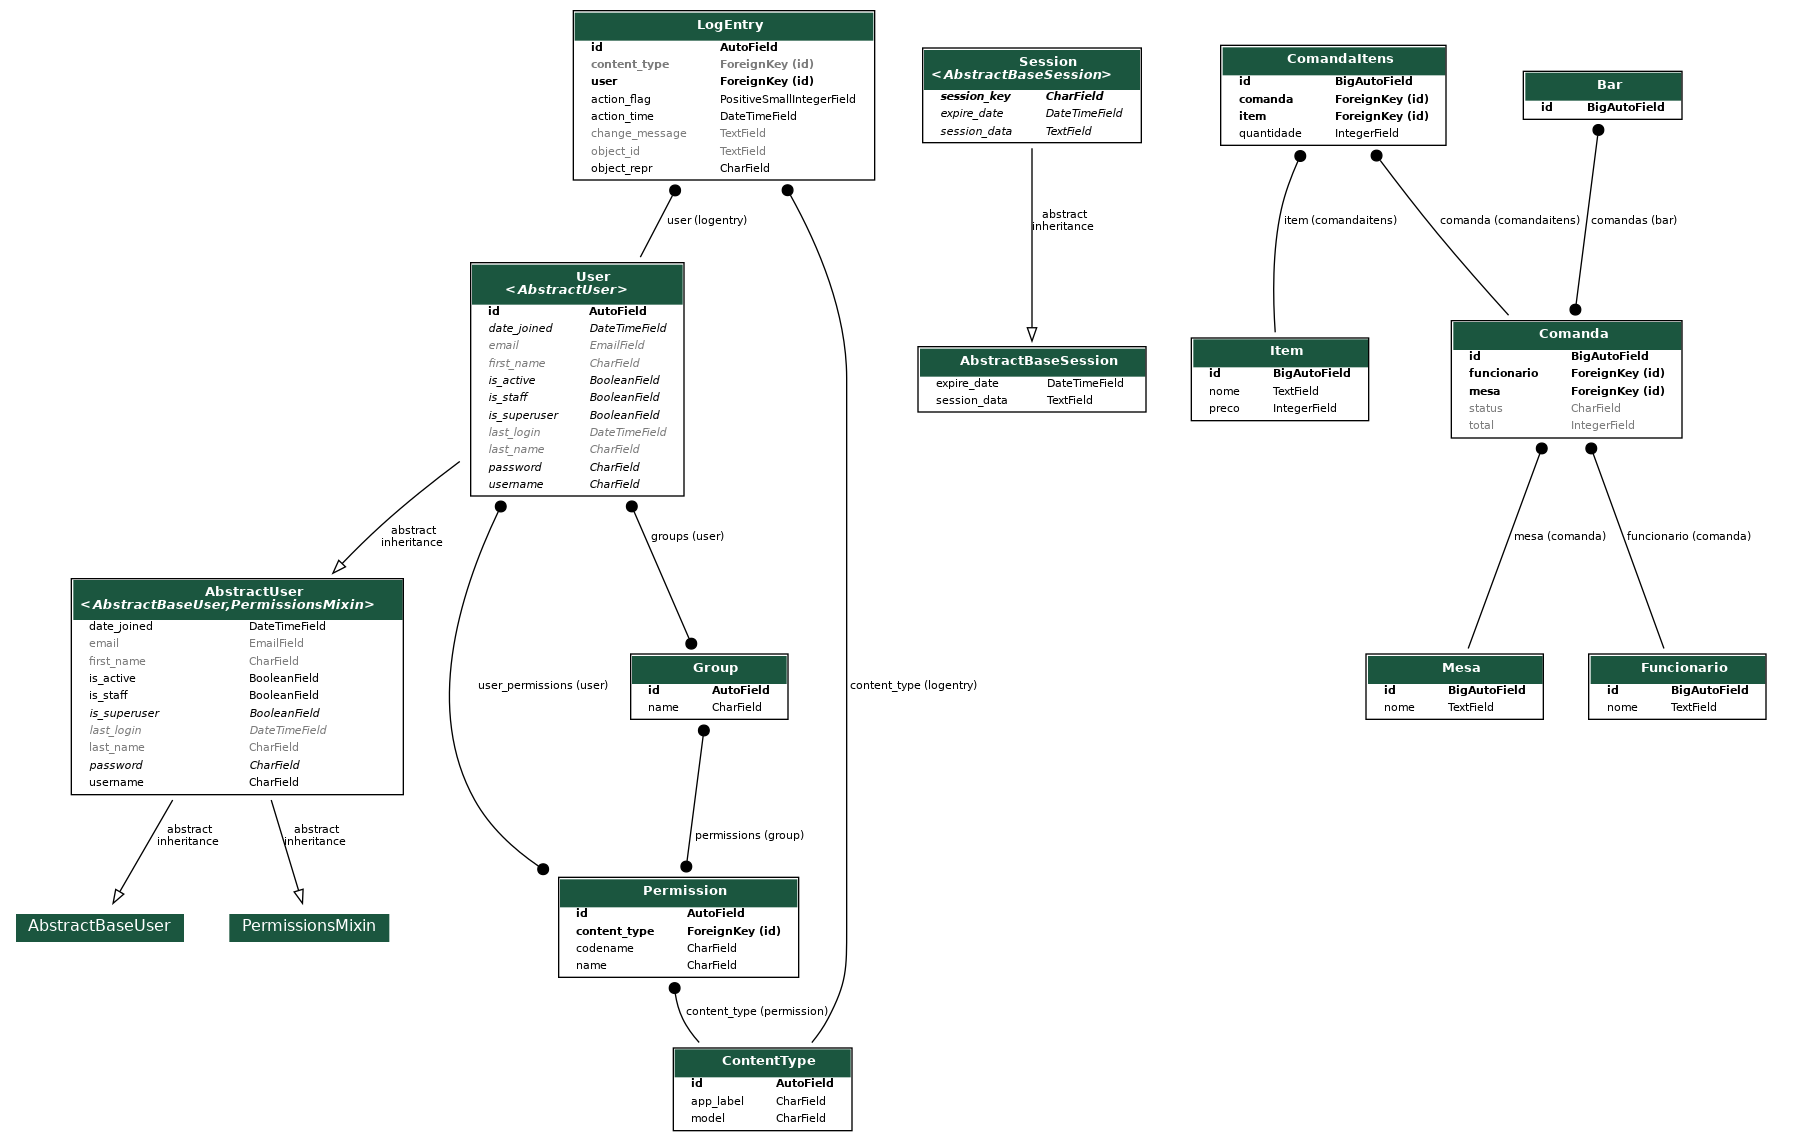 LogEntry
id AutoField
content_type ForeignKey (id)
user ForeignKey (id)
action_flag PositiveSmallIntegerField
action_time DateTimeField
change_message TextField
object_id TextField
object_repr CharField
Session
<AbstractBaseSession>
session_key CharField
expire_date DateTimeField
session_data TextField
ComandaItens
id BigAutoField
comanda ForeignKey (id)
item ForeignKey (id)
quantidade IntegerField
Bar
id BigAutoField
user (logentry)
abstract
inheritance
item (comandaitens)
comanda (comandaitens)
comandas (bar)
User
<AbstractUser>
id AutoField
date_joined DateTimeField
email EmailField
first_name CharField
is_active BooleanField
is_staff BooleanField
is_superuser BooleanField
last_login DateTimeField
last_name CharField
password CharField
username CharField
AbstractBaseSession
expire_date DateTimeField
session_data TextField
Item
id BigAutoField
nome TextField
preco IntegerField
Comanda
id BigAutoField
funcionario ForeignKey (id)
mesa ForeignKey (id)
status CharField
total IntegerField
abstract
inheritance
groups (user)
mesa (comanda)
funcionario (comanda)
AbstractUser
<AbstractBaseUser,PermissionsMixin>
date_joined DateTimeField
email EmailField
first_name CharField
is_active BooleanField
is_staff BooleanField
is_superuser BooleanField
last_login DateTimeField
last_name CharField
password CharField
username CharField
user_permissions (user)
Group
id AutoField
name CharField
content_type (logentry)
Mesa
id BigAutoField
nome TextField
Funcionario
id BigAutoField
nome TextField
abstract
inheritance
abstract
inheritance
permissions (group)
AbstractBaseUser
PermissionsMixin
Permission
id AutoField
content_type ForeignKey (id)
codename CharField
name CharField
content_type (permission)
ContentType
id AutoField
app_label CharField
model CharField